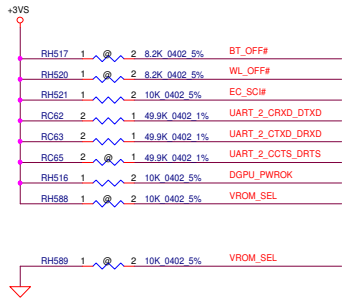 +3VS
RH517 1 @ 2 8.2K_0402_5% BT_OFF#
RH520 1 @ 2 8.2K_0402_5% WL_OFF#
RH521 1 2 10K_0402_5% EC_SCI#
RC62 2 1 49.9K_0402_1% UART_2_CRXD_DTXD
RC63 2 1 49.9K_0402_1% UART_2_CTXD_DRXD
RC65 2 @ 1 49.9K_0402_1% UART_2_CCTS_DRTS
RH516 1 2 10K_0402_5% DGPU_PWROK
RH588 1 @ 2 10K_0402_5% VROM_SEL
RH589 1 @ 2 10K_0402_5% VROM_SEL